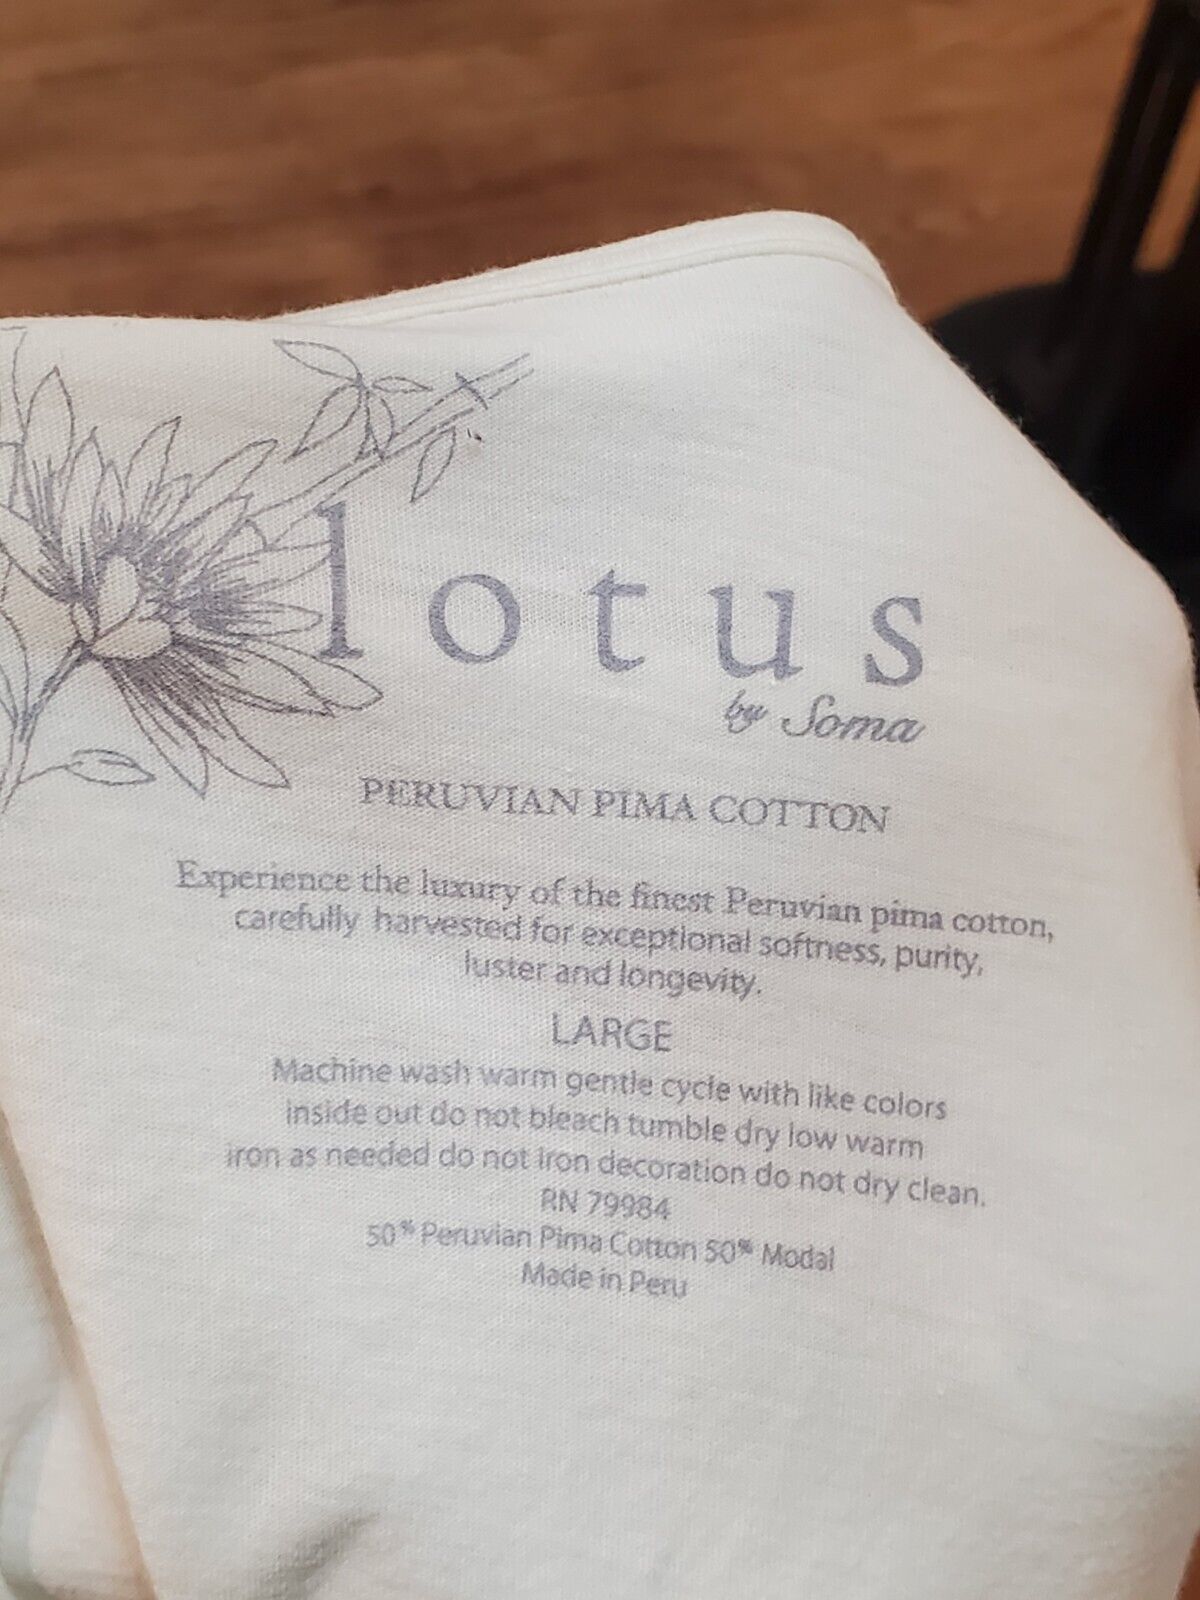 lotus
by Soma
PERUVIAN PIMA COTTON
Experience the luxury of the finest Peruvian pima cotton,
carefully harvested for exceptional softness, purity,
luster and longevity.
LARGE
Machine wash warm gentle cycle with like colors
inside out do not bleach tumble dry low warm
iron as needed do not iron decoration do not dry clean.
RN 79984
50% Peruvian Pima Cotton 50% Modal
Made in Peru